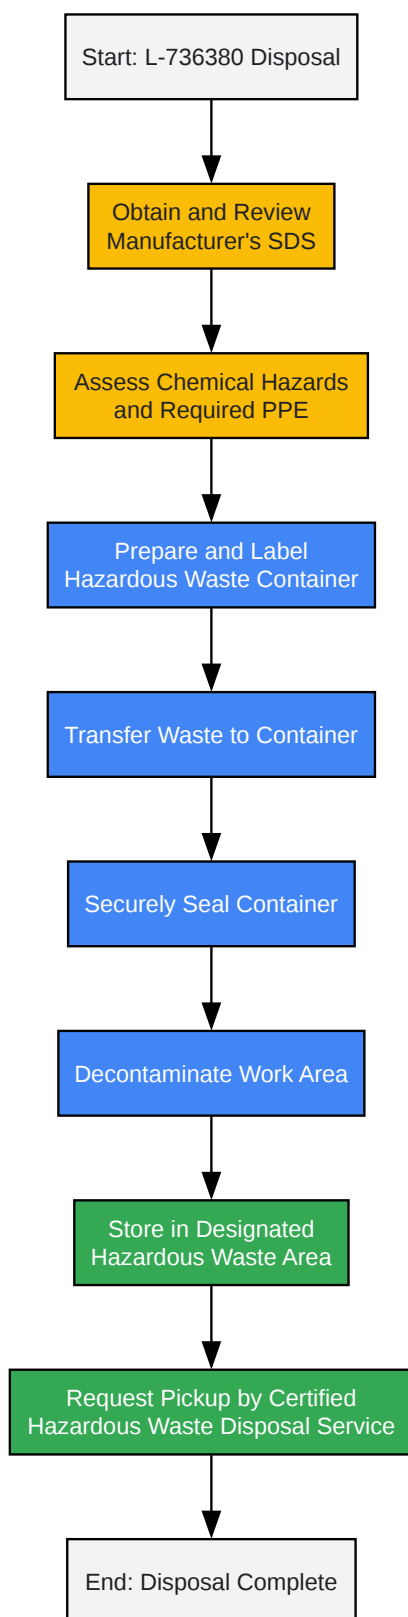 Start: L-736380 Disposal
Obtain and Review
Manufacturer's SDS
Assess Chemical Hazards
and Required PPE
Prepare and Label
Hazardous Waste Container
Transfer Waste to Container
Securely Seal Container
Decontaminate Work Area
Store in Designated
Hazardous Waste Area
Request Pickup by Certified
Hazardous Waste Disposal Service
End: Disposal Complete